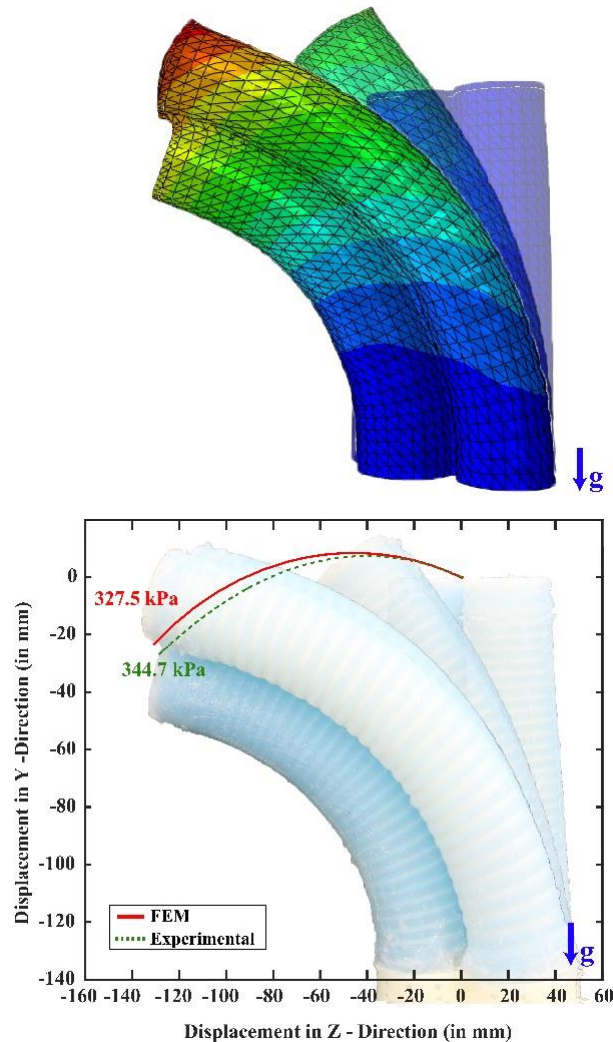 g
Displacement in Y -Direction (in mm)
0
-20
-40
-60
-80
-100
-120
-140
327.5 kPa
344.7 kPa
FEM
Experimental
g
-160 -140 -120 -100 -80 -60 -40 -20 0 20 40 60
Displacement in Z - Direction (in mm)